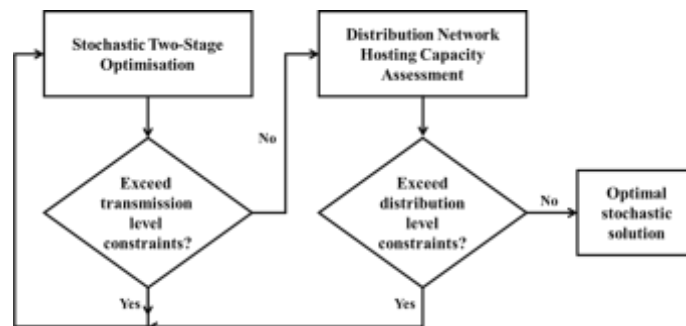 Stochastic Two-Stage
Optimisation
Distribution Network
Hosting Capacity
Assessment
No
Exceed
transmission
level
constraints?
Exceed
distribution
level
constraints?
No
Optimal
stochastic
solution
Yes
Yes